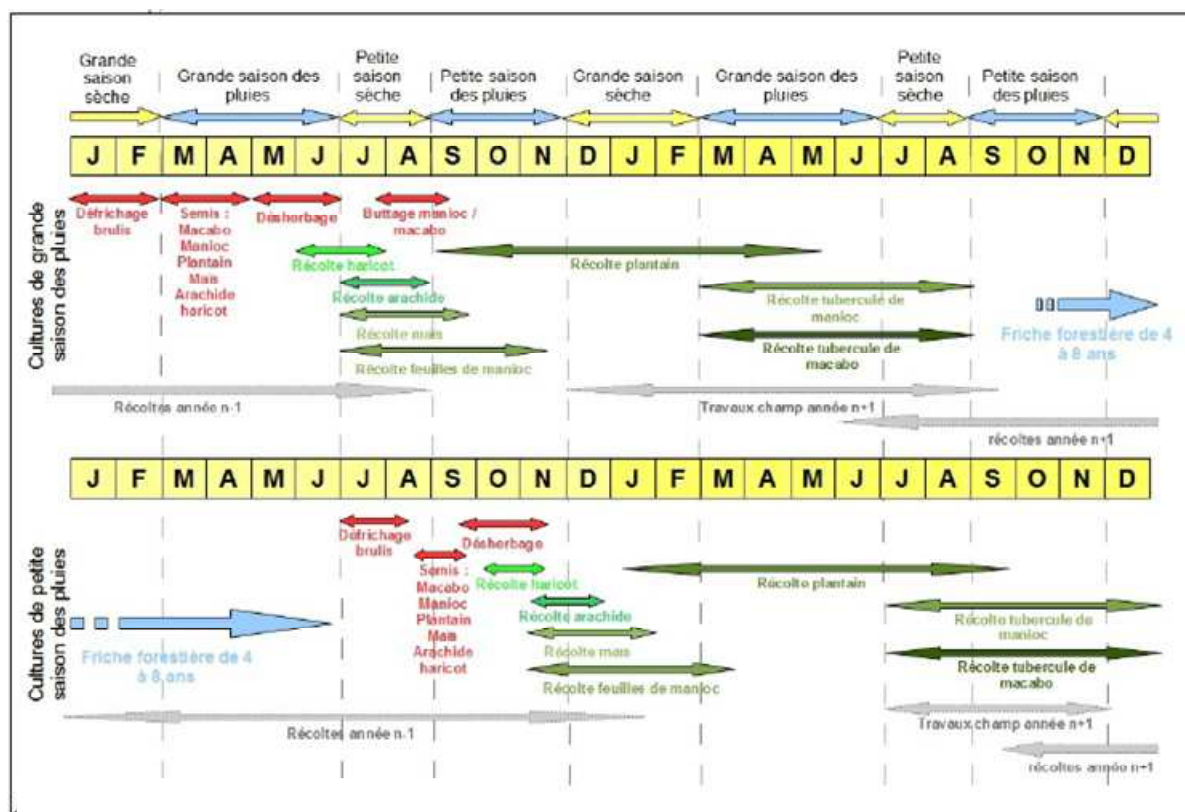 Grande
saison
sèche
Grande saison des
pluies
Petite
saison
sèche
Petite saison
des pluies
Grande saison
sèche
Grande saison des
pluies
Petite
saison
sèche
Petite saison
des pluies
J F M A M J J A S O N D J F M A M J J A S O N D
Cultures de grande
saison des pluies
Défrichage
brulis
Semis :
Macabo
Manioc
Plantain
Mais
Arachide
haricot
Désherbage
Buttage manioc /
macabo
Récolte haricot
Récolte arachide
Récolte mais
Récolte feuilles de manioc
Récolte plantain
Récolte tubercule de
manioc
Récolte tubercule de
macabo
Friche forestière de 4
à 8 ans
Récoltes année n-1
Travaux champ année n+1
récoltes année n+1
J F M A M J J A S O N D J F M A M J J A S O N D
Cultures de petite
saison des pluies
Défrichage
brulis
Semis :
Macabo
Manioc
Plantain
Mais
Arachide
haricot
Désherbage
Récolte haricot
Récolte arachide
Récolte mais
Récolte feuilles de manioc
Récolte plantain
Récolte tubercule de
manioc
Récolte tubercule de
macabo
Friche forestière de 4
à 8 ans
Récoltes année n-1
Travaux champ année n+1
récoltes année n+1